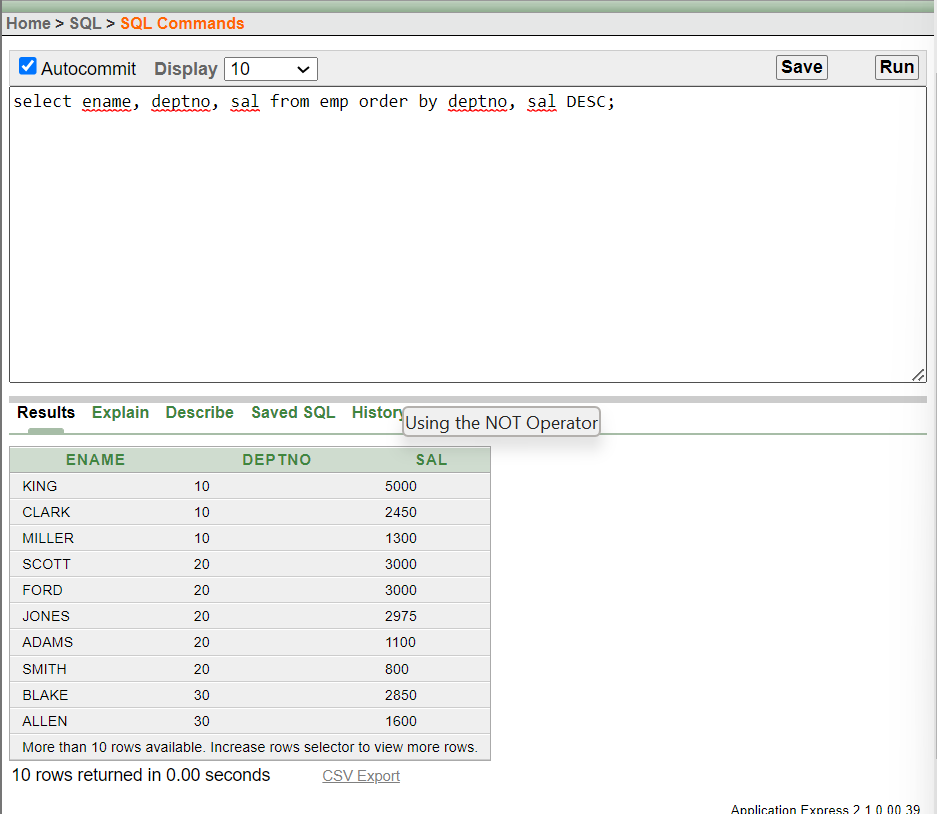 Home > SQL > SQL Commands
Autocommit Display 10 Save Run
select ename, deptno, sal from emp order by deptno, sal DESC;
Results Explain Describe Saved SQL History
Using the NOT Operator
ENAME DEPTNO SAL
KING 10 5000
CLARK 10 2450
MILLER 10 1300
SCOTT 20 3000
FORD 20 3000
JONES 20 2975
ADAMS 20 1100
SMITH 20 800
BLAKE 30 2850
ALLEN 30 1600
More than 10 rows available. Increase rows selector to view more rows.
10 rows returned in 0.00 seconds CSV Export
Application Express 2.1.0.00.39